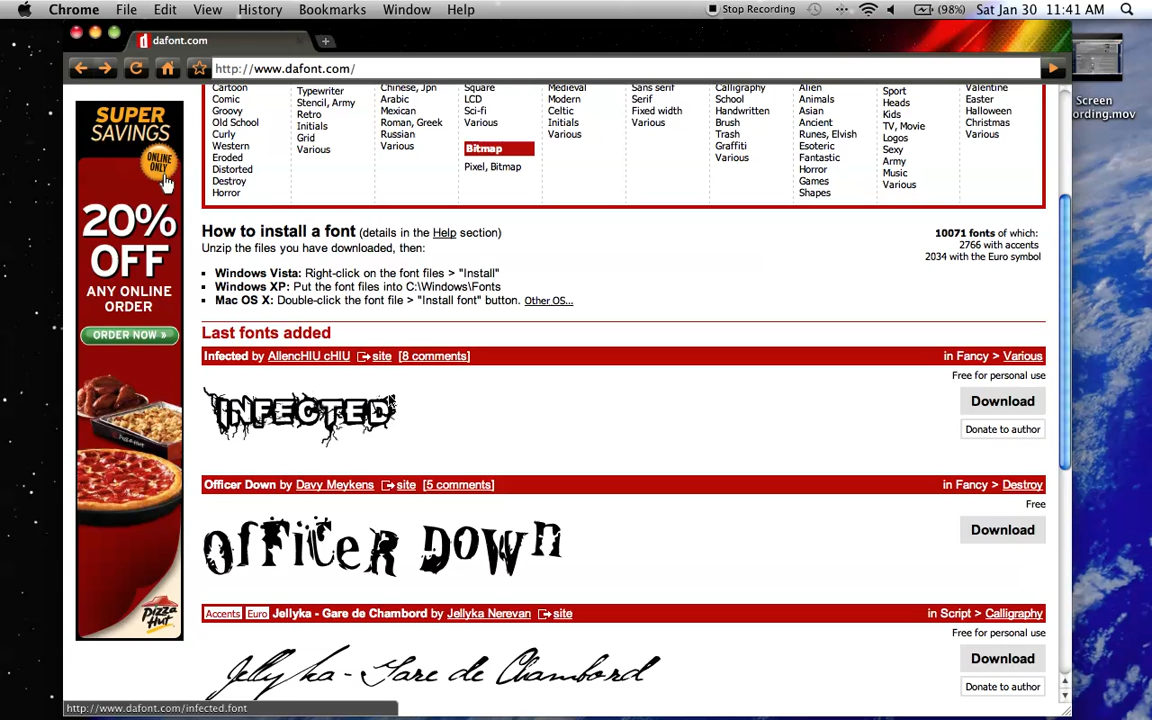 Chrome File Edit View History Bookmarks Window Help Stop Recording (98%) Sat Jan 30 11:41 AM
dafont.com
http://www.dafont.com/
Screen
ording.mov
Cartoon
Comic
Groovy
Old School
Curly
Western
Eroded
Distorted
Destroy
Horror
Typewriter
Stencil, Army
Retro
Initials
Grid
Various
Chinese, Jpn
Arabic
Mexican
Roman, Greek
Russian
Various
Square
LCD
Sci-fi
Various
Bitmap
Pixel, Bitmap
Medieval
Modern
Celtic
Initials
Various
Sans serif
Serif
Fixed width
Various
Calligraphy
School
Handwritten
Brush
Trash
Graffiti
Various
Alien
Animals
Asian
Ancient
Runes, Elvish
Esoteric
Fantastic
Horror
Games
Shapes
Sport
Heads
Kids
TV, Movie
Logos
Sexy
Army
Music
Various
Valentine
Easter
Halloween
Christmas
Various
SUPER
SAVINGS
ONLINE
ONLY
20%
OFF
ANY ONLINE
ORDER
ORDER NOW »
Pizza
Hut
How to install a font (details in the Help section)
Unzip the files you have downloaded, then:
Windows Vista: Right-click on the font files > "Install"
Windows XP: Put the font files into C:\Windows\Fonts
Mac OS X: Double-click the font file > "Install font" button. Other OS...
10071 fonts of which:
2766 with accents
2034 with the Euro symbol
Last fonts added
Infected by AllencHIU cHIU site [8 comments] in Fancy > Various
Free for personal use
INFECTED
Download
Donate to author
Officer Down by Davy Meykens site [5 comments] in Fancy > Destroy
Free
Officer Down
Download
Accents Euro Jellyka - Gare de Chambord by Jellyka Nerevan site in Script > Calligraphy
Free for personal use
Jellyka - Gare de Chambord
Download
Donate to author
http://www.dafont.com/infected.font